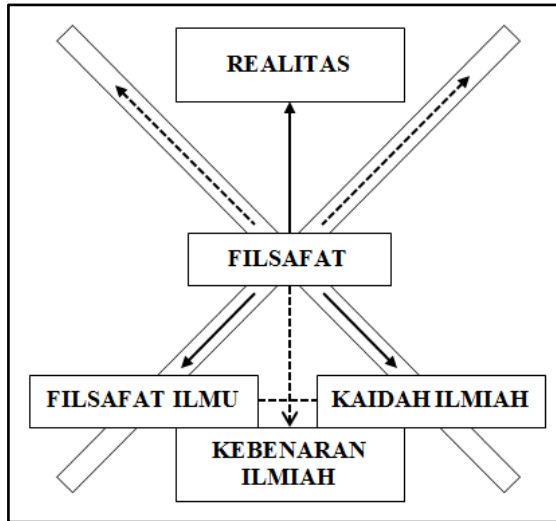 REALITAS
FILSAFAT
FILSAFAT ILMU
KAIDAH ILMIAH
KEBENARAN
ILMIAH